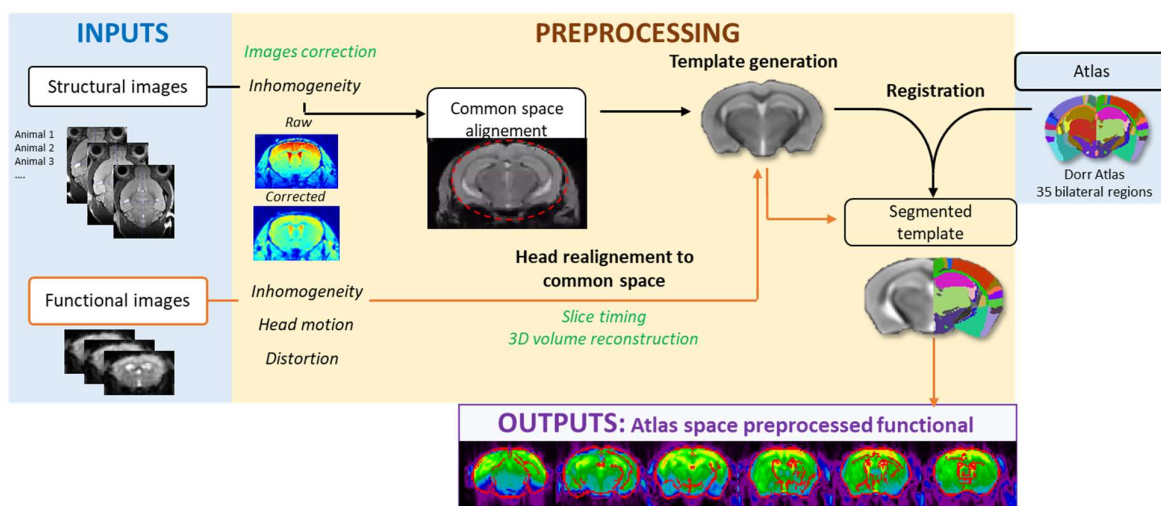 INPUTS
Structural images
Animal 1
Animal 2
Animal 3
....
Functional images
PREPROCESSING
Images correction
Inhomogeneity
Raw
Corrected
Common space
alignement
Template generation
Registration
Atlas
Dorr Atlas
35 bilateral regions
Segmented
template
Head realignement to
common space
Inhomogeneity
Head motion
Distortion
Slice timing
3D volume reconstruction
OUTPUTS: Atlas space preprocessed functional